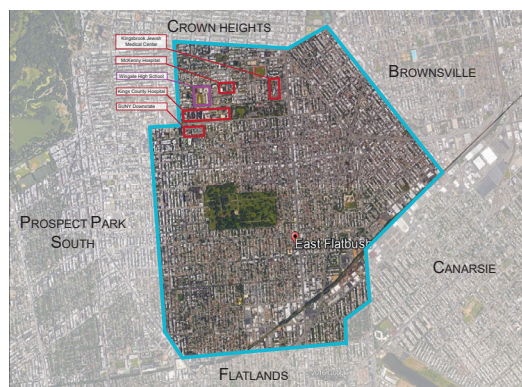 CROWN HEIGHTS
Kingsbrook Jewish
Medical Center
McKenny Hospital
Wingate High School
Kings County Hospital
SUNY Downstate
BROWNSVILLE
PROSPECT PARK
SOUTH
East Flatbush
CANARSIE
FLATLANDS